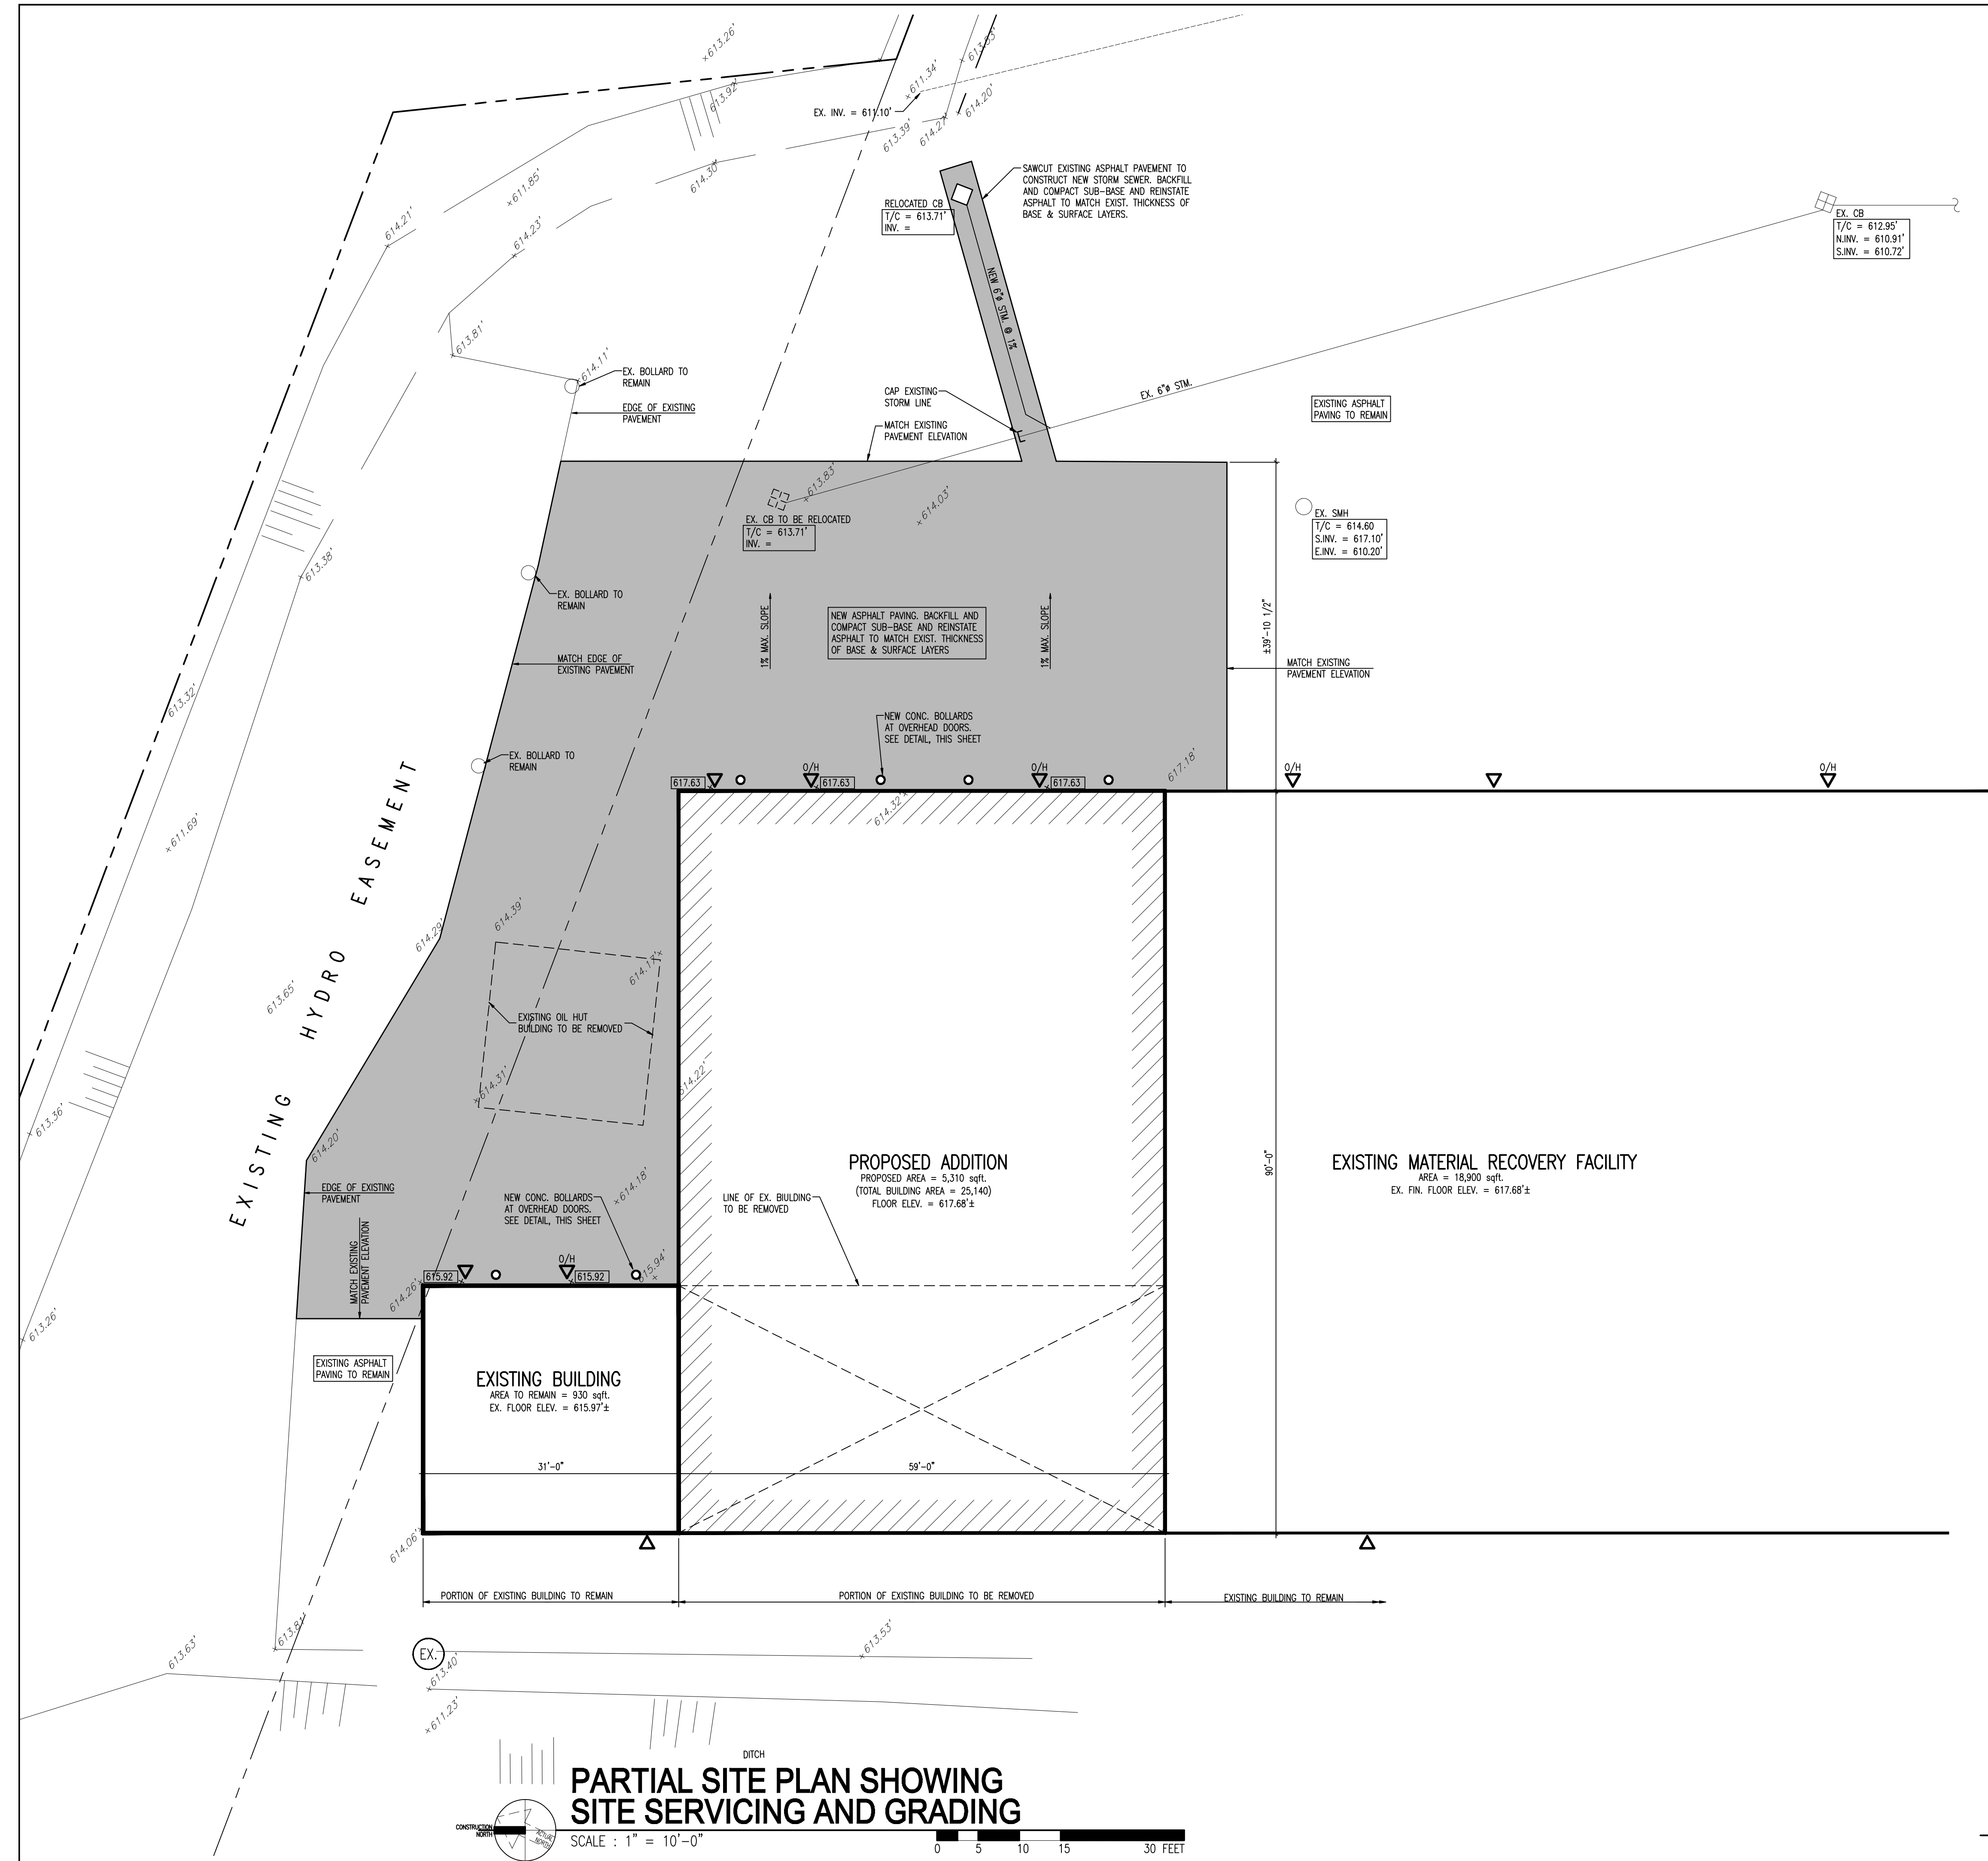 613.26'
613.83'
613.92'
611.34'
614.20'
EX. INV. = 611.10'
613.39'
614.27'
614.30'
SAWCUT EXISTING ASPHALT PAVEMENT TO
CONSTRUCT NEW STORM SEWER. BACKFILL
AND COMPACT SUB-BASE AND REINSTATE
ASPHALT TO MATCH EXIST. THICKNESS OF
BASE & SURFACE LAYERS.
611.85'
RELOCATED CB
T/C = 613.71'
INV. =
EX. CB
T/C = 612.95'
N.INV. = 610.91'
S.INV. = 610.72'
614.21'
614.23'
NEW 6"ø STM. @ 1%
613.81'
614.11'
EX. BOLLARD TO
REMAIN
EDGE OF EXISTING
PAVEMENT
CAP EXISTING
STORM LINE
EX. 6"ø STM.
EXISTING ASPHALT
PAVING TO REMAIN
MATCH EXISTING
PAVEMENT ELEVATION
613.83'
614.03'
EX. CB TO BE RELOCATED
T/C = 613.71'
INV. =
EX. SMH
T/C = 614.60
S.INV. = 617.10'
E.INV. = 610.20'
613.38'
EX. BOLLARD TO
REMAIN
1% MAX. SLOPE
NEW ASPHALT PAVING. BACKFILL AND
COMPACT SUB-BASE AND REINSTATE
ASPHALT TO MATCH EXIST. THICKNESS
OF BASE & SURFACE LAYERS
1% MAX. SLOPE
±39'-10 1/2"
MATCH EDGE OF
EXISTING PAVEMENT
MATCH EXISTING
PAVEMENT ELEVATION
613.32'
NEW CONC. BOLLARDS
AT OVERHEAD DOORS.
SEE DETAIL, THIS SHEET
EX. BOLLARD TO
REMAIN
617.18'
O/H
O/H
O/H
O/H
617.63
617.63
617.63
614.32'
611.69'
EXISTING HYDRO EASEMENT
614.39'
614.29'
614.17'
613.65'
EXISTING OIL HUT
BUILDING TO BE REMOVED
614.31'
614.22'
613.36'
614.20'
PROPOSED ADDITION
PROPOSED AREA = 5,310 sqft.
(TOTAL BUILDING AREA = 25,140)
FLOOR ELEV. = 617.68'±
90'-0"
EXISTING MATERIAL RECOVERY FACILITY
AREA = 18,900 sqft.
EX. FIN. FLOOR ELEV. = 617.68'±
EDGE OF EXISTING
PAVEMENT
614.18'
NEW CONC. BOLLARDS
AT OVERHEAD DOORS.
SEE DETAIL, THIS SHEET
LINE OF EX. BIULDING
TO BE REMOVED
MATCH EXISTING
PAVEMENT ELEVATION
O/H
615.94'
615.92
615.92
614.26'
613.26'
EXISTING ASPHALT
PAVING TO REMAIN
EXISTING BUILDING
AREA TO REMAIN = 930 sqft.
EX. FLOOR ELEV. = 615.97'±
31'-0"
59'-0"
614.06'
PORTION OF EXISTING BUILDING TO REMAIN
PORTION OF EXISTING BUILDING TO BE REMOVED
EXISTING BUILDING TO REMAIN
613.81'
613.63'
EX.
613.53'
613.40'
611.23'
DITCH
PARTIAL SITE PLAN SHOWING
SITE SERVICING AND GRADING
CONSTRUCTION
NORTH
ACTUAL
NORTH
SCALE : 1" = 10'-0"
0 5 10 15 30 FEET